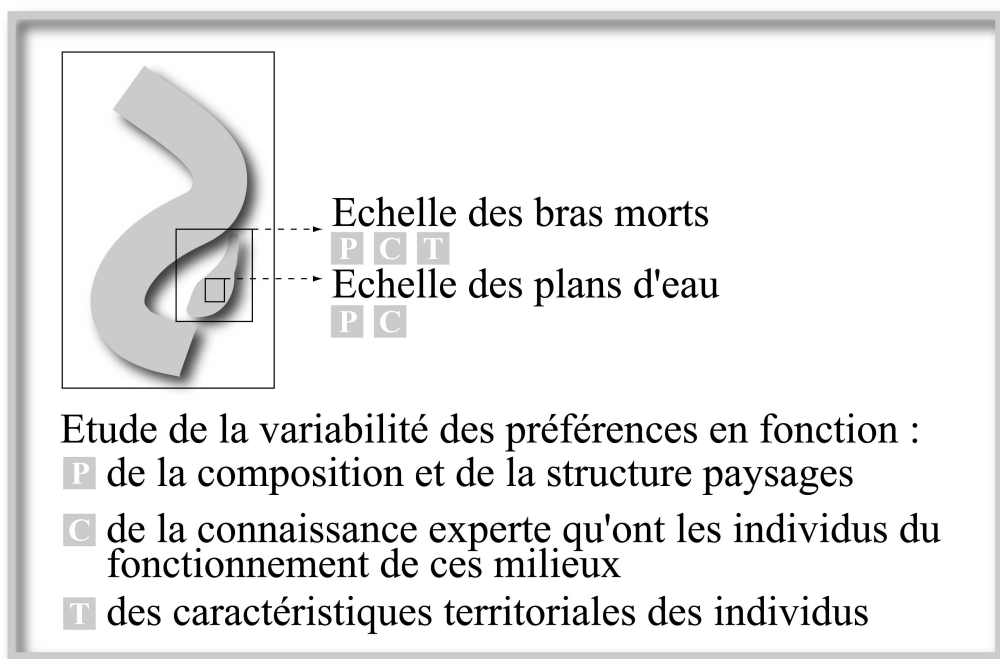 Echelle des bras morts
P C T
Echelle des plans d'eau
P C
Etude de la variabilité des préférences en fonction :
P de la composition et de la structure paysages
C de la connaissance experte qu'ont les individus du
fonctionnement de ces milieux
T des caractéristiques territoriales des individus